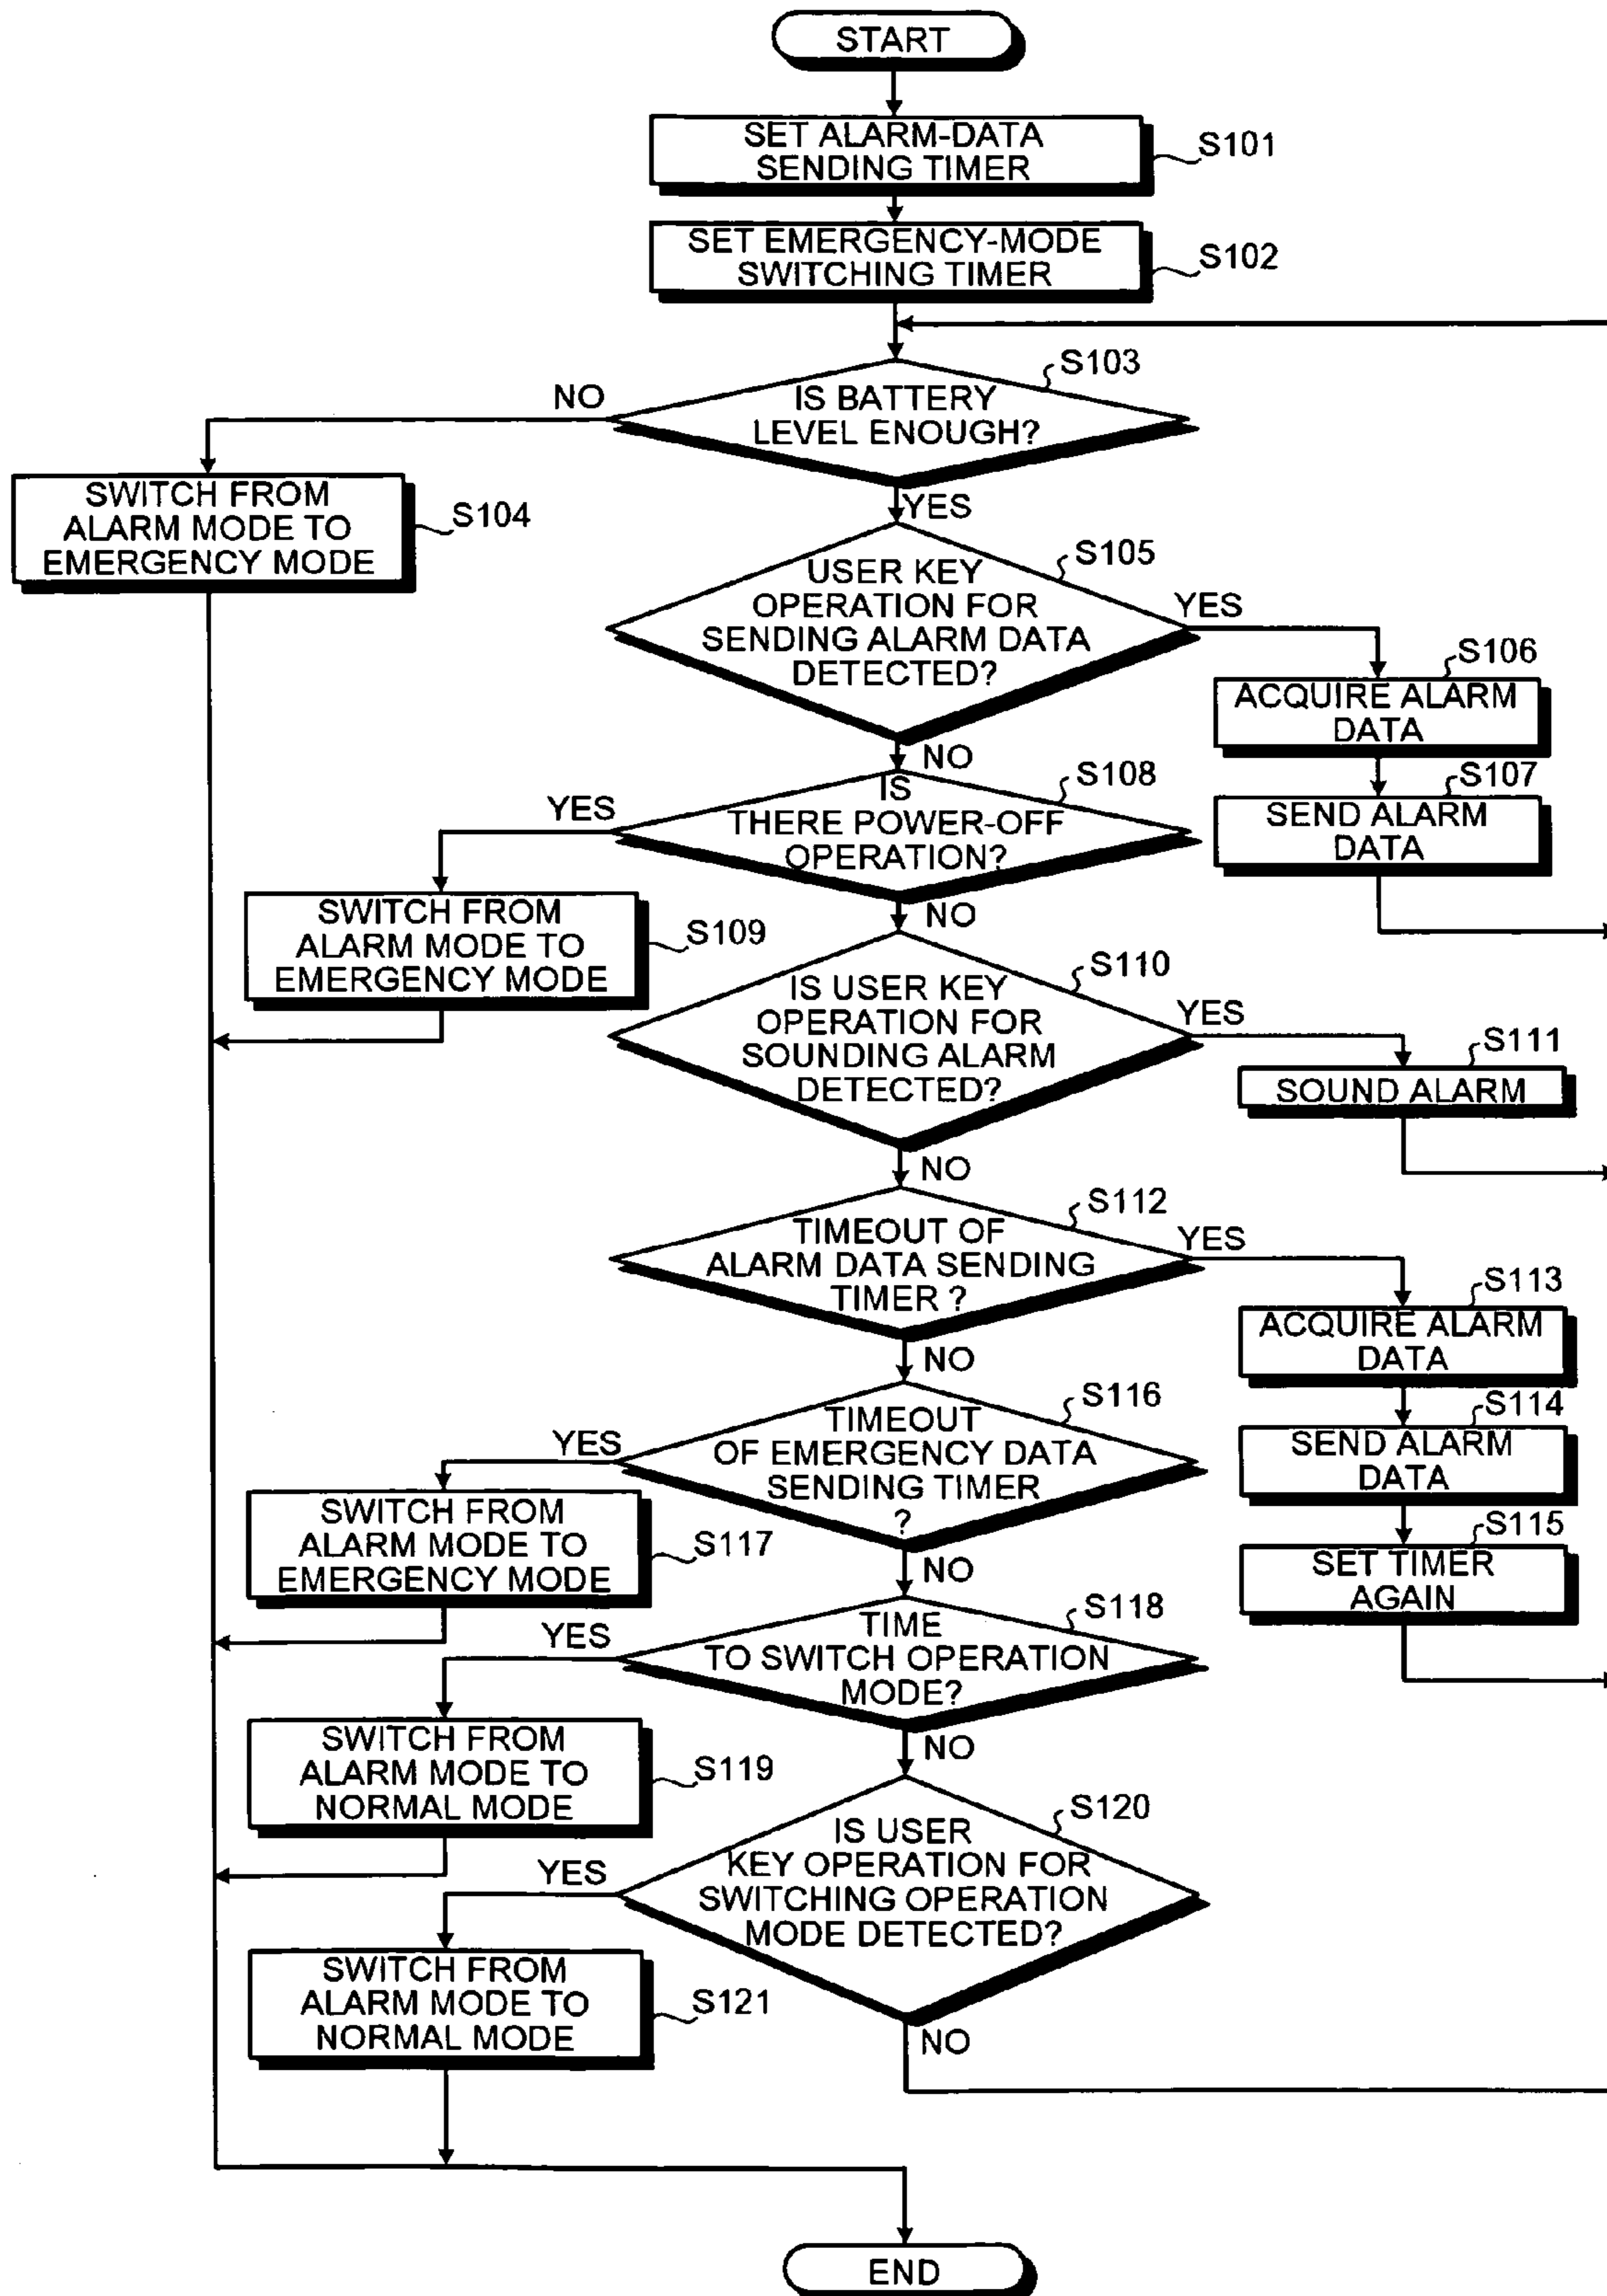 START
SET ALARM-DATA
SENDING TIMER
S101
SET EMERGENCY-MODE
SWITCHING TIMER
S102
S103
IS BATTERY
LEVEL ENOUGH?
NO
YES
SWITCH FROM
ALARM MODE TO
EMERGENCY MODE
S104
S105
USER KEY
OPERATION FOR
SENDING ALARM DATA
DETECTED?
YES
NO
S106
ACQUIRE ALARM
DATA
S107
SEND ALARM
DATA
S108
IS
THERE POWER-OFF
OPERATION?
YES
NO
SWITCH FROM
ALARM MODE TO
EMERGENCY MODE
S109
S110
IS USER KEY
OPERATION FOR
SOUNDING ALARM
DETECTED?
YES
NO
S111
SOUND ALARM
S112
TIMEOUT OF
ALARM DATA SENDING
TIMER ?
YES
NO
S113
ACQUIRE ALARM
DATA
S114
SEND ALARM
DATA
S115
SET TIMER
AGAIN
S116
TIMEOUT
OF EMERGENCY DATA
SENDING TIMER
?
YES
NO
SWITCH FROM
ALARM MODE TO
EMERGENCY MODE
S117
S118
TIME
TO SWITCH OPERATION
MODE?
YES
NO
SWITCH FROM
ALARM MODE TO
NORMAL MODE
S119
S120
IS USER
KEY OPERATION FOR
SWITCHING OPERATION
MODE DETECTED?
YES
NO
SWITCH FROM
ALARM MODE TO
NORMAL MODE
S121
END